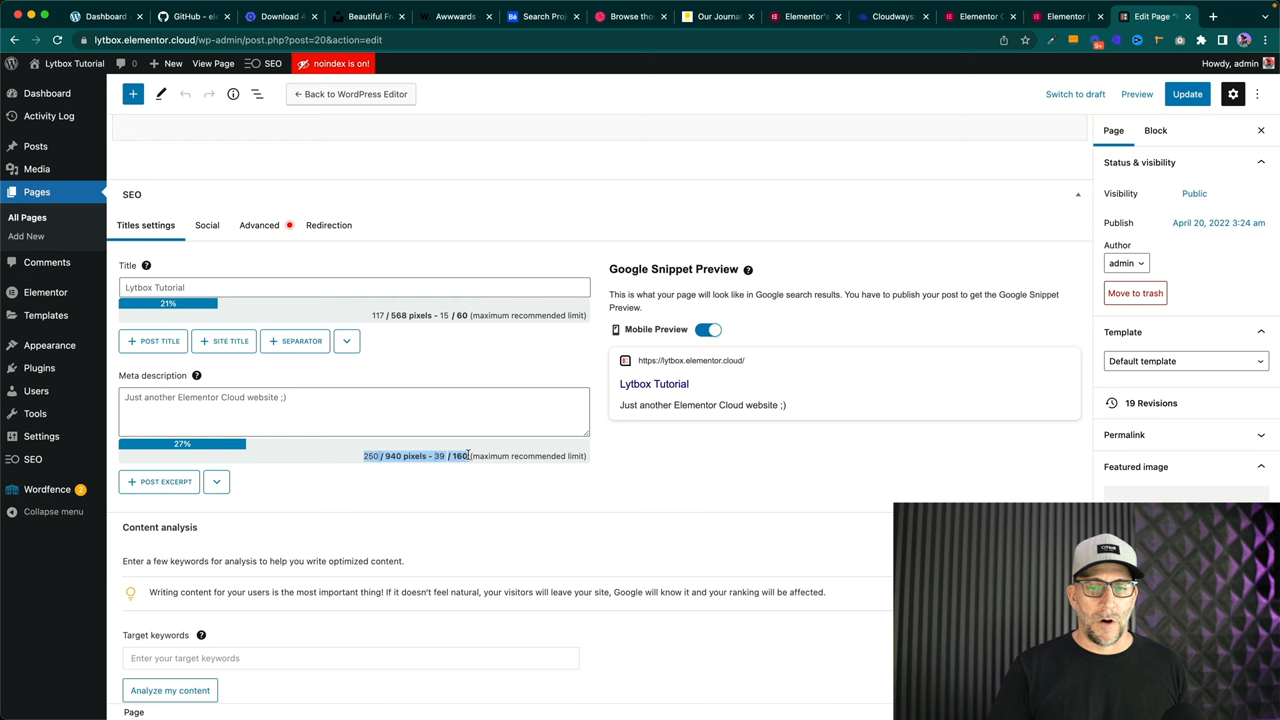 Dashboard
GitHub - el
Download 4
Beautiful Fr
Awwwards
Search Proj
Browse thou
Our Journal
Elementor's
Cloudways
Elementor C
Elementor
Edit Page "
lytbox.elementor.cloud/wp-admin/post.php?post=20&action=edit
Lytbox Tutorial 0 New View Page SEO noindex is on! Howdy, admin
Dashboard
Activity Log
Posts
Media
Pages
All Pages
Add New
Comments
Elementor
Templates
Appearance
Plugins
Users
Tools
Settings
SEO
Wordfence 2
Collapse menu
← Back to WordPress Editor
Switch to draft Preview Update
SEO
Titles settings Social Advanced Redirection
Title
Lytbox Tutorial
21%
117 / 568 pixels - 15 / 60 (maximum recommended limit)
+ POST TITLE + SITE TITLE + SEPARATOR
Meta description
Just another Elementor Cloud website ;)
27%
250 / 940 pixels - 39 / 160 (maximum recommended limit)
+ POST EXCERPT
Google Snippet Preview
This is what your page will look like in Google search results. You have to publish your post to get the Google Snippet
Preview.
Mobile Preview
https://lytbox.elementor.cloud/
Lytbox Tutorial
Just another Elementor Cloud website ;)
Content analysis
Enter a few keywords for analysis to help you write optimized content.
Writing content for your users is the most important thing! If it doesn't feel natural, your visitors will leave your site, Google will know it and your ranking will be affected.
Target keywords
Enter your target keywords
Analyze my content
Page
Page Block
Status & visibility
Visibility Public
Publish April 20, 2022 3:24 am
Author
admin
Move to trash
Template
Default template
19 Revisions
Permalink
Featured image